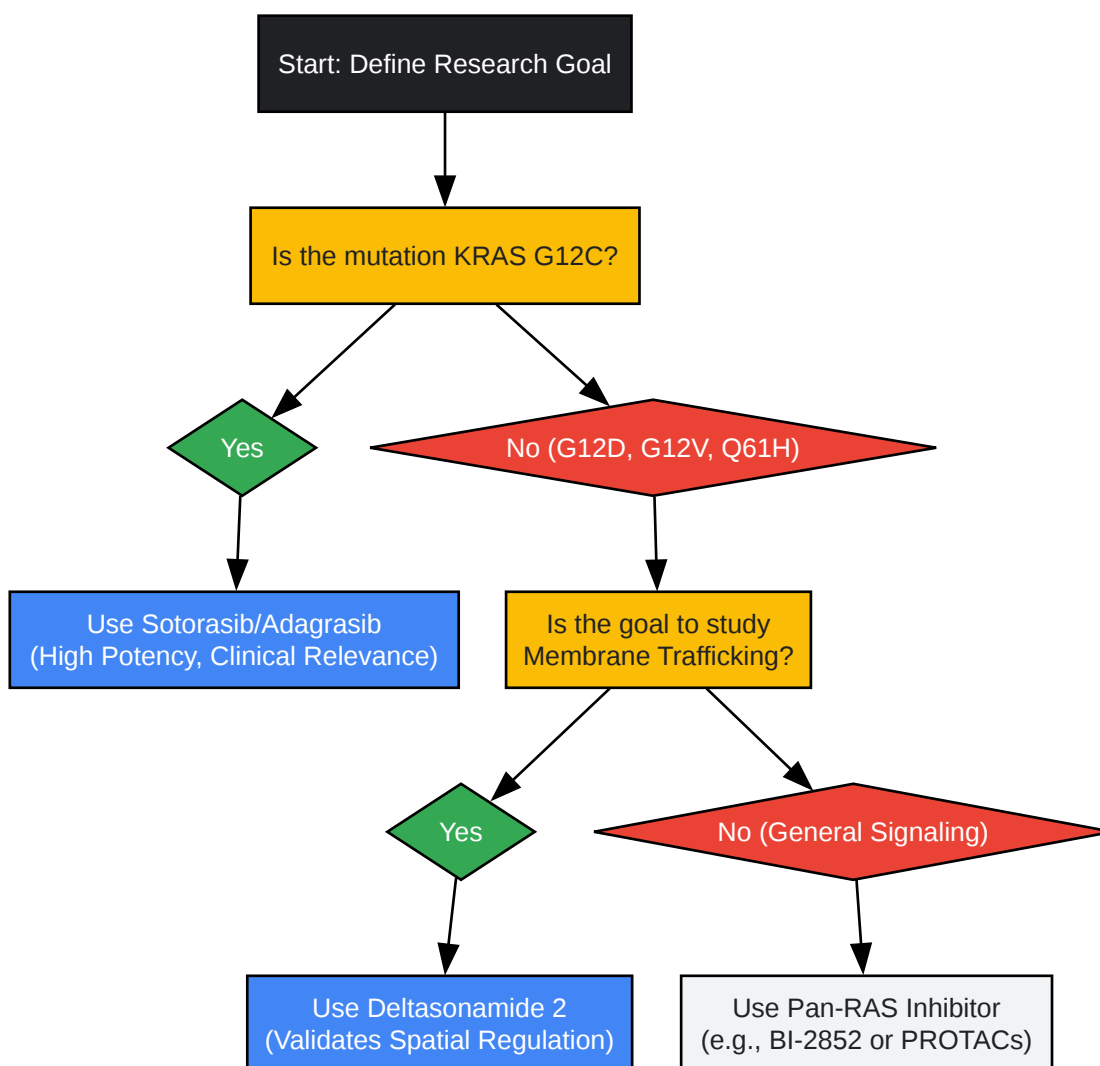 Start: Define Research Goal
Is the mutation KRAS G12C?
Yes
No (G12D, G12V, Q61H)
Use Sotorasib/Adagrasib
(High Potency, Clinical Relevance)
Is the goal to study
Membrane Trafficking?
Yes
No (General Signaling)
Use Deltasonamide 2
(Validates Spatial Regulation)
Use Pan-RAS Inhibitor
(e.g., BI-2852 or PROTACs)